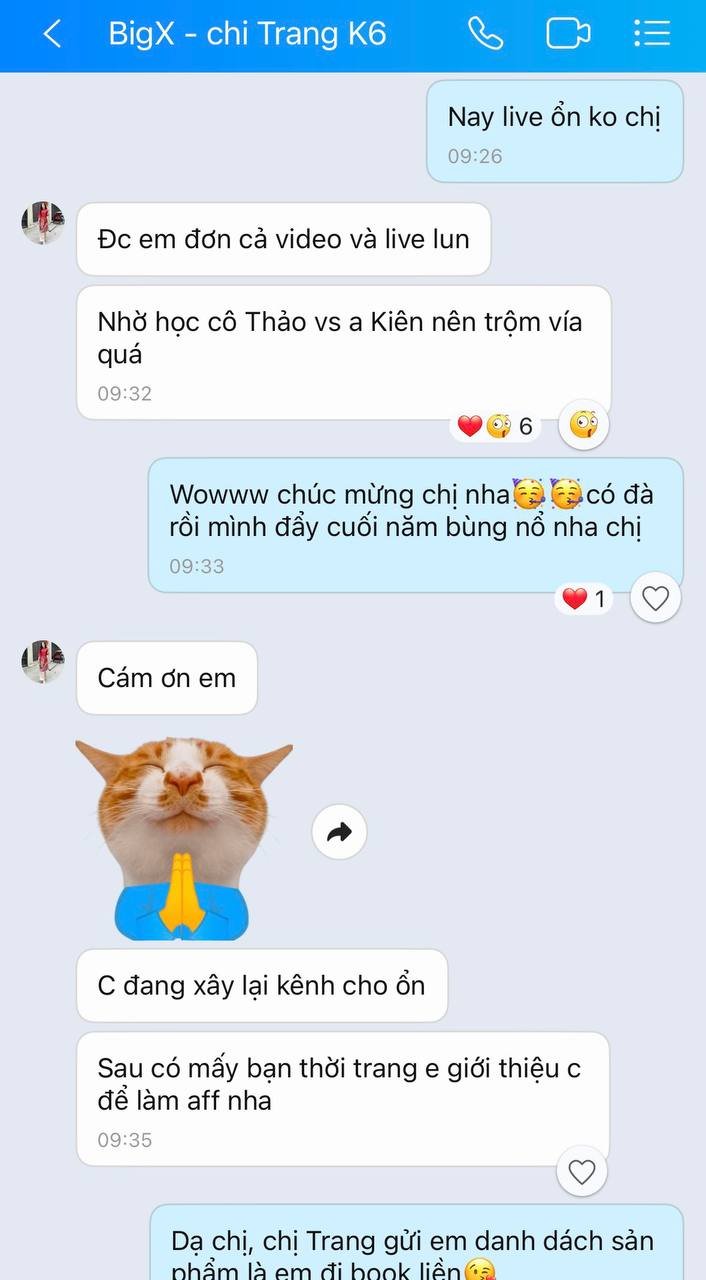 BigX - chi Trang K6
Nay live ổn ko chị
09:26
Đc em đơn cả video và live lun
Nhờ học cô Thảo vs a Kiên nên trộm vía
quá
09:32
6
Wowww chúc mừng chị nha🥳🥳có đà
rồi mình đẩy cuối năm bùng nổ nha chị
09:33
1
Cám ơn em
C đang xây lại kênh cho ổn
Sau có mấy bạn thời trang e giới thiệu c
để làm aff nha
09:35
Dạ chị, chị Trang gửi em danh dách sản
phẩm là em đi book liền😘